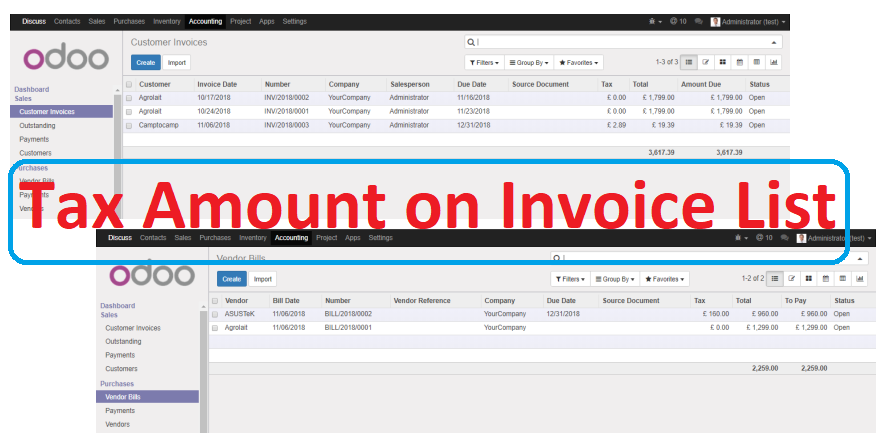 Discuss Contacts Sales Purchases Inventory Accounting Project Apps Settings @ 10 Administrator (test)
odoo
Customer Invoices
Create Import
Filters Group By Favorites 1-3 of 3
Dashboard
Sales
Customer Invoices
Outstanding
Payments
Customers
Purchases
Vendor Bills
Payments
Vendors
Customer Invoice Date Number Company Salesperson Due Date Source Document Tax Total Amount Due Status
Agrolait 10/17/2018 INV/2018/0002 YourCompany Administrator 11/16/2018 £ 0.00 £ 1,799.00 £ 1,799.00 Open
Agrolait 10/24/2018 INV/2018/0001 YourCompany Administrator 11/23/2018 £ 0.00 £ 1,799.00 £ 1,799.00 Open
Camptocamp 11/06/2018 INV/2018/0003 YourCompany Administrator 12/31/2018 £ 2.89 £ 19.39 £ 19.39 Open
3,617.39 3,617.39
Tax Amount on Invoice List
Discuss Contacts Sales Purchases Inventory Accounting Project Apps Settings @ 10 Administrator (test)
odoo
Vendor Bills
Create Import
Filters Group By Favorites 1-2 of 2
Dashboard
Sales
Customer Invoices
Outstanding
Payments
Customers
Purchases
Vendor Bills
Payments
Vendors
Vendor Bill Date Number Vendor Reference Company Due Date Source Document Tax Total To Pay Status
ASUSTeK 11/06/2018 BILL/2018/0002 YourCompany 12/31/2018 £ 160.00 £ 960.00 £ 960.00 Open
Agrolait 11/06/2018 BILL/2018/0001 YourCompany £ 0.00 £ 1,299.00 £ 1,299.00 Open
2,259.00 2,259.00